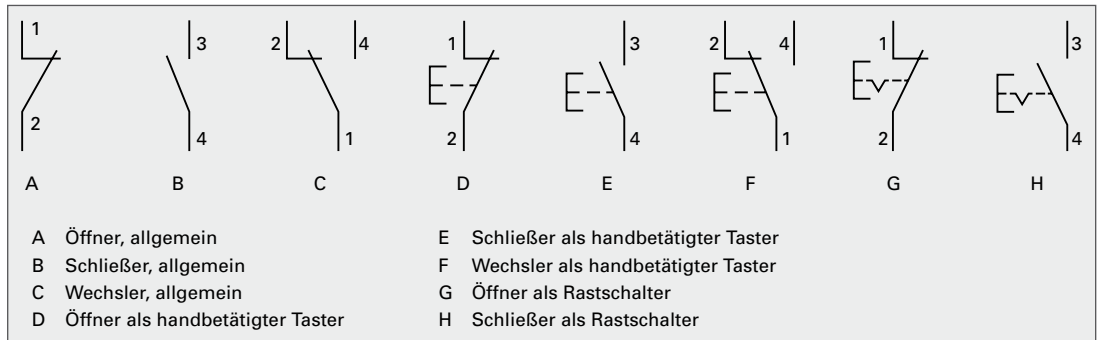 1 3 2 4 1 3 2 4 1 3
2 4 1 2 4 1 2 4
A B C D E F G H
A Öffner, allgemein
B Schließer, allgemein
C Wechsler, allgemein
D Öffner als handbetätigter Taster
E Schließer als handbetätigter Taster
F Wechsler als handbetätigter Taster
G Öffner als Rastschalter
H Schließer als Rastschalter